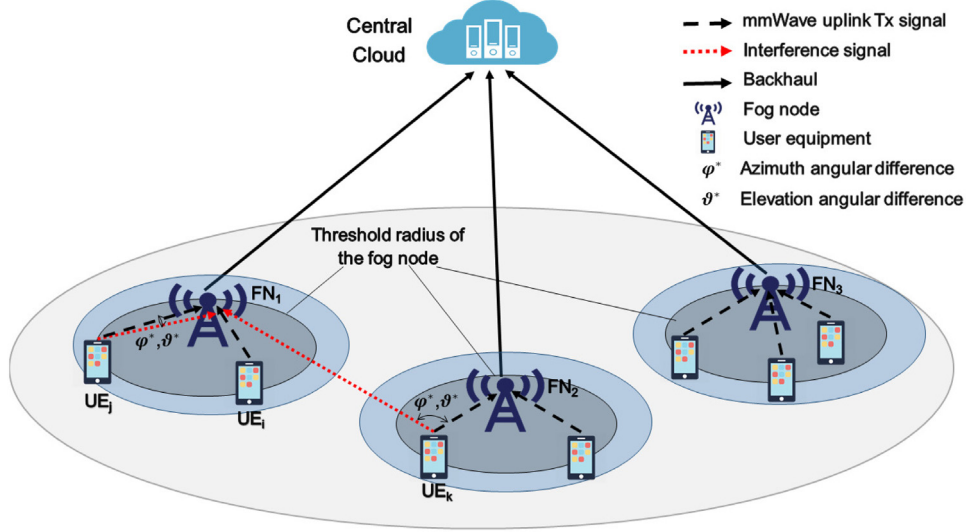 Central
Cloud
mmWave uplink Tx signal
Interference signal
Backhaul
Fog node
User equipment
φ* Azimuth angular difference
ϑ* Elevation angular difference
Threshold radius of
the fog node
FN₁
FN₃
φ*,ϑ*
UEⱼ
UEᵢ
FN₂
φ*,ϑ*
UEₖ